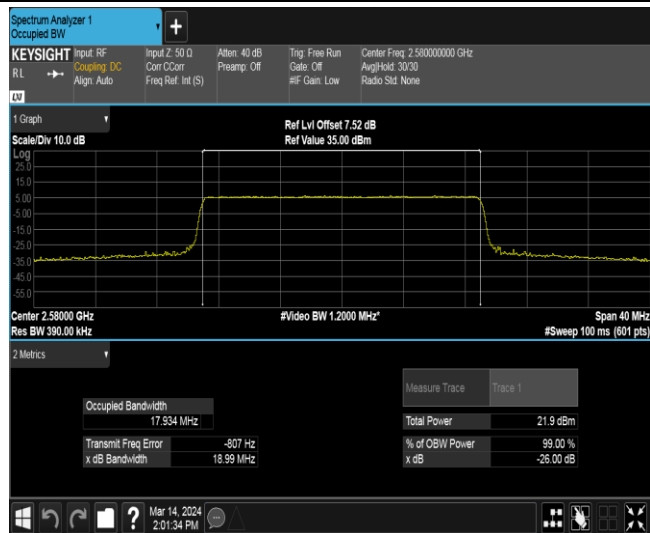 Spectrum Analyzer 1
Occupied BW
+
KEYSIGHT
RL
LXI
Input: RF
Coupling: DC
Align: Auto
Input Z: 50 Ω
Corr CCorr
Freq Ref: Int (S)
Atten: 40 dB
Preamp: Off
Trig: Free Run
Gate: Off
#IF Gain: Low
Center Freq: 2.580000000 GHz
Avg|Hold: 30/30
Radio Std: None
1 Graph
Scale/Div 10.0 dB
Ref Lvl Offset 7.52 dB
Ref Value 35.00 dBm
Log
25.0
15.0
5.00
-5.00
-15.0
-25.0
-35.0
-45.0
-55.0
Center 2.58000 GHz
#Video BW 1.2000 MHz*
Span 40 MHz
Res BW 390.00 kHz
#Sweep 100 ms (601 pts)
2 Metrics
Measure Trace Trace 1
Occupied Bandwidth
17.934 MHz
Total Power 21.9 dBm
Transmit Freq Error -807 Hz
% of OBW Power 99.00 %
x dB Bandwidth 18.99 MHz
x dB -26.00 dB
?
Mar 14, 2024
2:01:34 PM